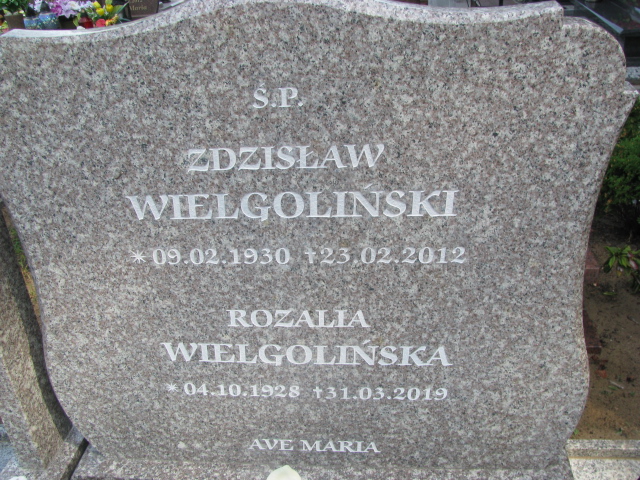 Ś.P.
ZDZISŁAW
WIELGOLIŃSKI
*09.02.1930 †23.02.2012
ROZALIA
WIELGOLIŃSKA
*04.10.1928 †31.03.2019
AVE MARIA